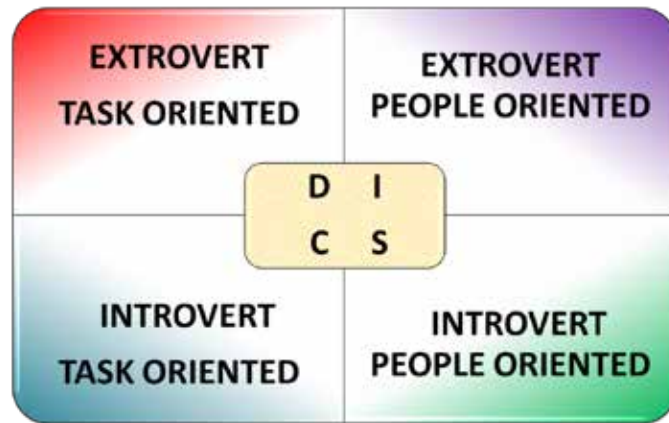 EXTROVERT
TASK ORIENTED
EXTROVERT
PEOPLE ORIENTED
D I
C S
INTROVERT
TASK ORIENTED
INTROVERT
PEOPLE ORIENTED